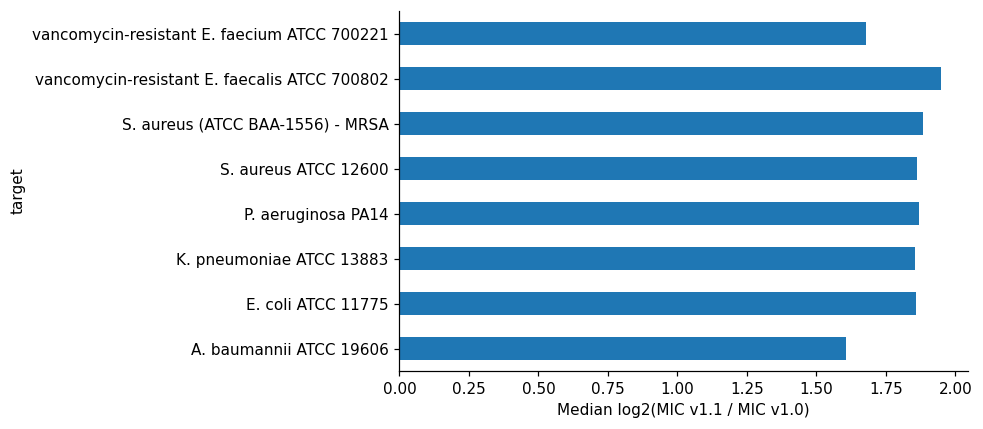 vancomycin-resistant E. faecium ATCC 700221
vancomycin-resistant E. faecalis ATCC 700802
S. aureus (ATCC BAA-1556) - MRSA
S. aureus ATCC 12600
P. aeruginosa PA14
K. pneumoniae ATCC 13883
E. coli ATCC 11775
A. baumannii ATCC 19606
target
0.00 0.25 0.50 0.75 1.00 1.25 1.50 1.75 2.00
Median log2(MIC v1.1 / MIC v1.0)